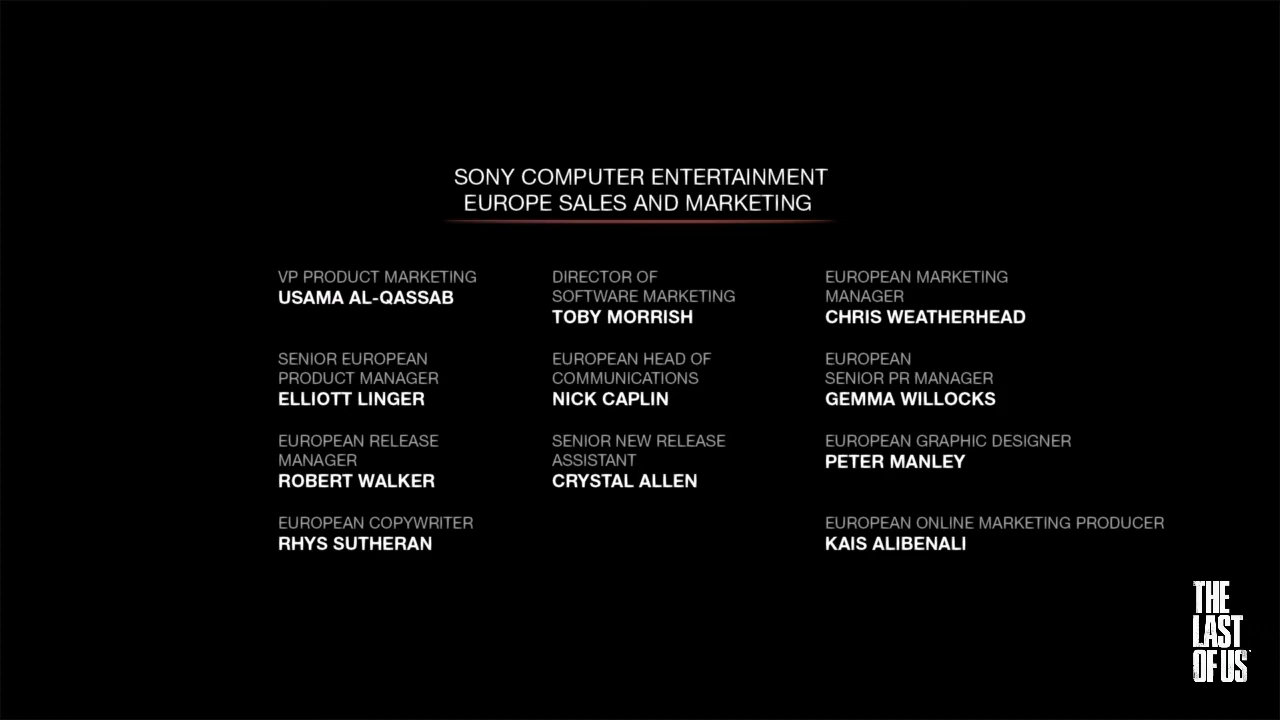 SONY COMPUTER ENTERTAINMENT
EUROPE SALES AND MARKETING
VP PRODUCT MARKETING
USAMA AL-QASSAB
DIRECTOR OF
SOFTWARE MARKETING
TOBY MORRISH
EUROPEAN MARKETING
MANAGER
CHRIS WEATHERHEAD
SENIOR EUROPEAN
PRODUCT MANAGER
ELLIOTT LINGER
EUROPEAN HEAD OF
COMMUNICATIONS
NICK CAPLIN
EUROPEAN
SENIOR PR MANAGER
GEMMA WILLOCKS
EUROPEAN RELEASE
MANAGER
ROBERT WALKER
SENIOR NEW RELEASE
ASSISTANT
CRYSTAL ALLEN
EUROPEAN GRAPHIC DESIGNER
PETER MANLEY
EUROPEAN COPYWRITER
RHYS SUTHERAN
EUROPEAN ONLINE MARKETING PRODUCER
KAIS ALIBENALI
THE
LAST
OF US